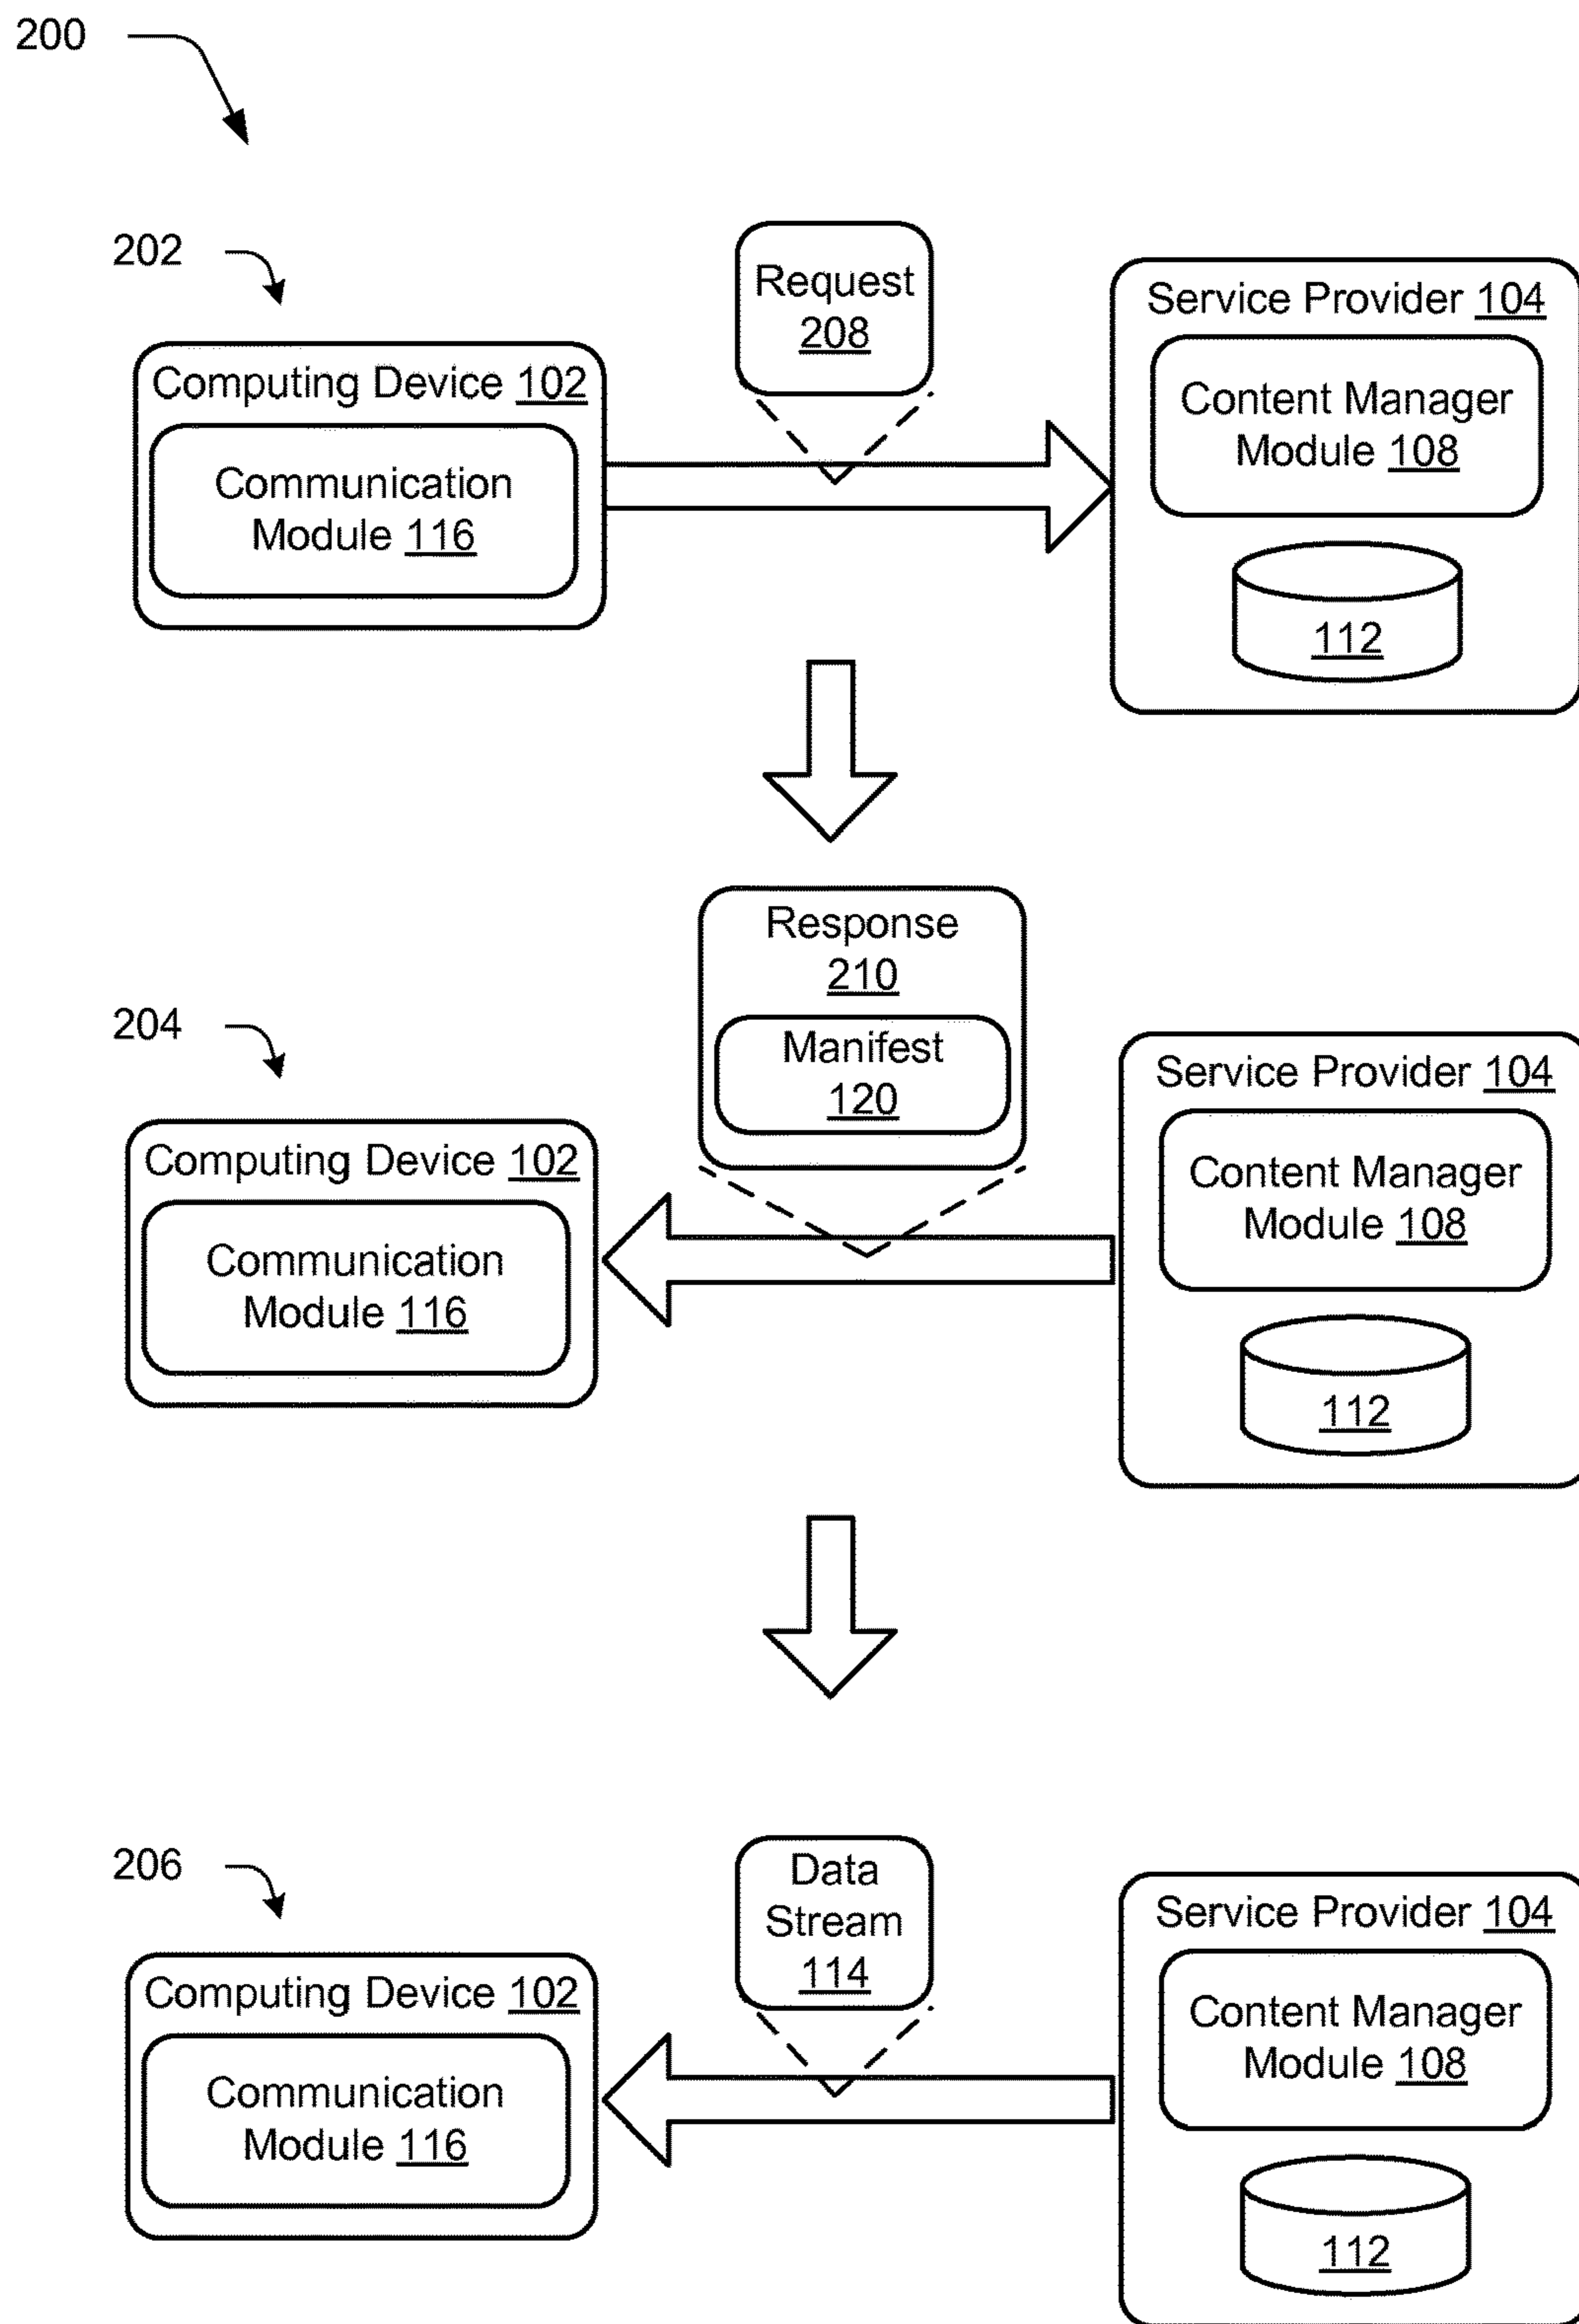 200
202
Request
208
Service Provider 104
Computing Device 102
Content Manager
Module 108
Communication
Module 116
112
Response
210
Manifest
120
204
Service Provider 104
Computing Device 102
Content Manager
Module 108
Communication
Module 116
112
206
Data
Stream
114
Service Provider 104
Computing Device 102
Content Manager
Module 108
Communication
Module 116
112